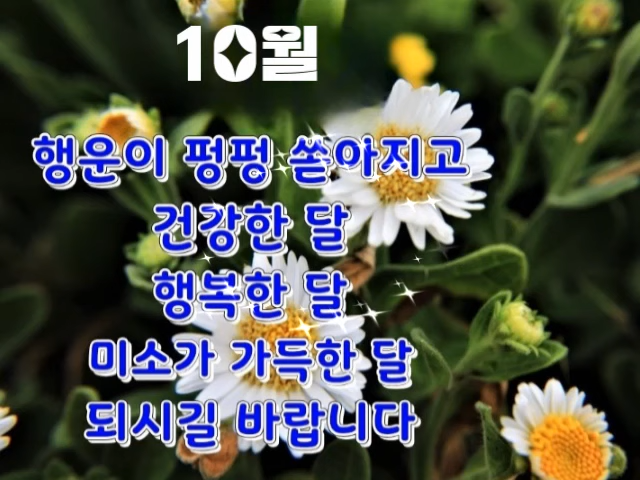 10월
행운이 펑펑 쏟아지고
건강한 달
행복한 달
미소가 가득한 달
되시길 바랍니다